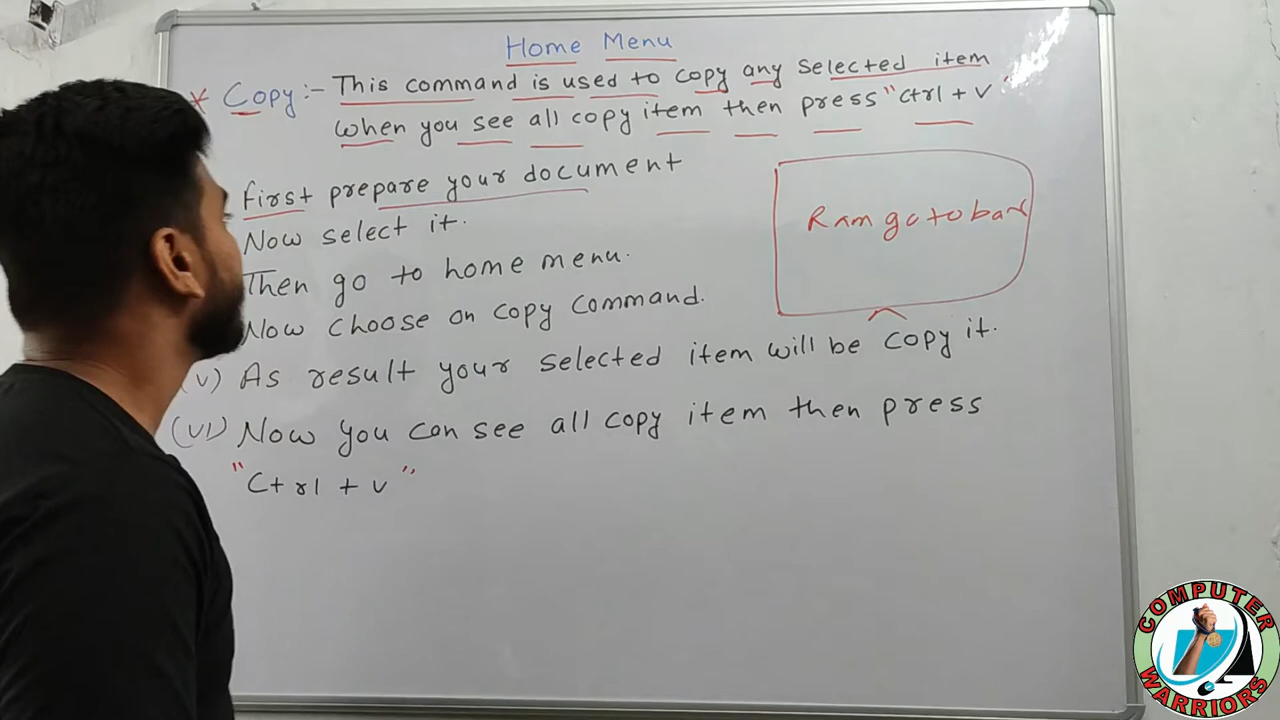 Home Menu
* Copy :- This command is used to copy any selected item
when you see all copy item then press "ctrl + v"
First prepare your document
Now select it.
Then go to home menu.
Now choose on copy command.
(V) As result your selected item will be copy it.
(VI) Now you can see all copy item then press
"Ctrl + v"
Ram go to
COMPUTER
WARRIORS